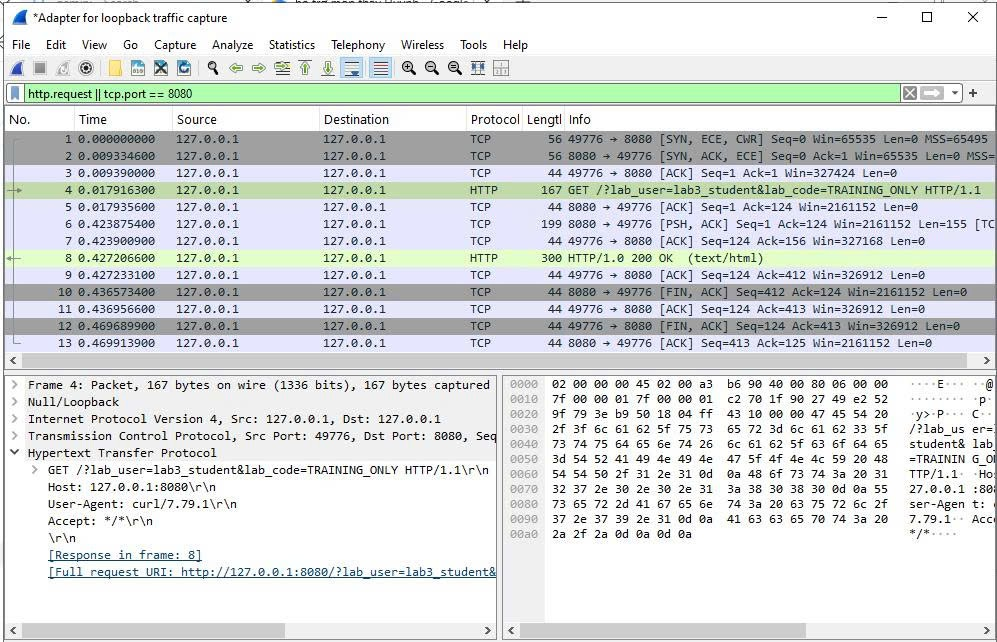 *Adapter for loopback traffic capture
File Edit View Go Capture Analyze Statistics Telephony Wireless Tools Help
http.request || tcp.port == 8080
No. Time Source Destination Protocol Lengtl Info
1 0.000000000 127.0.0.1 127.0.0.1 TCP 56 49776 → 8080 [SYN, ECE, CWR] Seq=0 Win=65535 Len=0 MSS=65495
2 0.009334600 127.0.0.1 127.0.0.1 TCP 56 8080 → 49776 [SYN, ACK, ECE] Seq=0 Ack=1 Win=65535 Len=0 MSS=
3 0.009390000 127.0.0.1 127.0.0.1 TCP 44 49776 → 8080 [ACK] Seq=1 Ack=1 Win=327424 Len=0
4 0.017916300 127.0.0.1 127.0.0.1 HTTP 167 GET /?lab_user=lab3_student&lab_code=TRAINING_ONLY HTTP/1.1
5 0.017935600 127.0.0.1 127.0.0.1 TCP 44 8080 → 49776 [ACK] Seq=1 Ack=124 Win=2161152 Len=0
6 0.423875400 127.0.0.1 127.0.0.1 TCP 199 8080 → 49776 [PSH, ACK] Seq=1 Ack=124 Win=2161152 Len=155 [TC
7 0.423900900 127.0.0.1 127.0.0.1 TCP 44 49776 → 8080 [ACK] Seq=124 Ack=156 Win=327168 Len=0
8 0.427206600 127.0.0.1 127.0.0.1 HTTP 300 HTTP/1.0 200 OK (text/html)
9 0.427233100 127.0.0.1 127.0.0.1 TCP 44 49776 → 8080 [ACK] Seq=124 Ack=412 Win=326912 Len=0
10 0.436573400 127.0.0.1 127.0.0.1 TCP 44 8080 → 49776 [FIN, ACK] Seq=412 Ack=124 Win=2161152 Len=0
11 0.436956600 127.0.0.1 127.0.0.1 TCP 44 49776 → 8080 [ACK] Seq=124 Ack=413 Win=326912 Len=0
12 0.469689900 127.0.0.1 127.0.0.1 TCP 44 49776 → 8080 [FIN, ACK] Seq=124 Ack=413 Win=326912 Len=0
13 0.469913900 127.0.0.1 127.0.0.1 TCP 44 8080 → 49776 [ACK] Seq=413 Ack=125 Win=2161152 Len=0
Frame 4: Packet, 167 bytes on wire (1336 bits), 167 bytes captured
Null/Loopback
Internet Protocol Version 4, Src: 127.0.0.1, Dst: 127.0.0.1
Transmission Control Protocol, Src Port: 49776, Dst Port: 8080, Seq
Hypertext Transfer Protocol
GET /?lab_user=lab3_student&lab_code=TRAINING_ONLY HTTP/1.1\r\n
Host: 127.0.0.1:8080\r\n
User-Agent: curl/7.79.1\r\n
Accept: */*\r\n
\r\n
[Response in frame: 8]
[Full request URI: http://127.0.0.1:8080/?lab_user=lab3_student&
0000 02 00 00 00 45 02 00 a3 b6 90 40 00 80 06 00 00 ····E··· ··@
0010 7f 00 00 01 7f 00 00 01 c2 70 1f 90 27 49 e2 52 ········ ·p
0020 9f 79 3e b9 50 18 04 ff 43 10 00 00 47 45 54 20 ·y>·P··· C·
0030 2f 3f 6c 61 62 5f 75 73 65 72 3d 6c 61 62 33 5f /?lab_us er=
0040 73 74 75 64 65 6e 74 26 6c 61 62 5f 63 6f 64 65 student& lab
0050 3d 54 52 41 49 4e 49 4e 47 5f 4f 4e 4c 59 20 48 =TRAINING_O
0060 54 54 50 2f 31 2e 31 0d 0a 48 6f 73 74 3a 20 31 TTP/1.1· ·Ho
0070 32 37 2e 30 2e 30 2e 31 3a 38 30 38 30 0d 0a 55 27.0.0.1 :80
0080 73 65 72 2d 41 67 65 6e 74 3a 20 63 75 72 6c 2f ser-Agen t:
0090 37 2e 37 39 2e 31 0d 0a 41 63 63 65 70 74 3a 20 7.79.1·· Acc
00a0 2a 2f 2a 0d 0a 0d 0a */*····